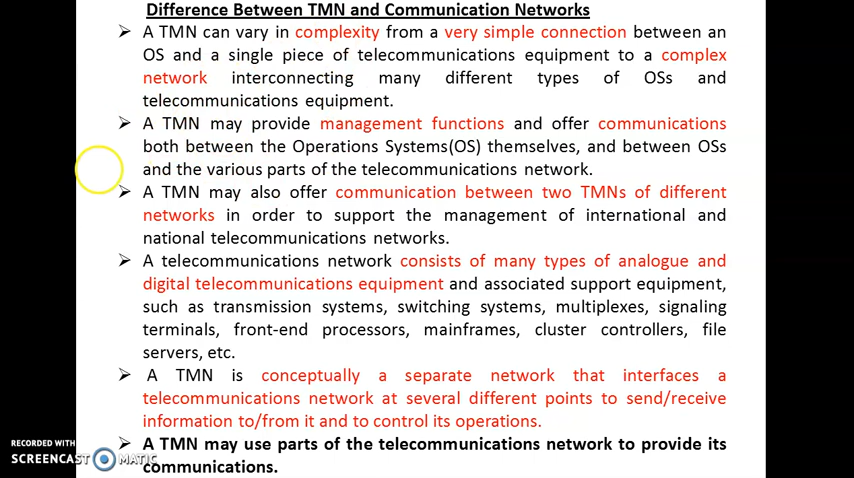 Difference Between TMN and Communication Networks
➢ A TMN can vary in complexity from a very simple connection between an
OS and a single piece of telecommunications equipment to a complex
network interconnecting many different types of OSs and
telecommunications equipment.
➢ A TMN may provide management functions and offer communications
both between the Operations Systems(OS) themselves, and between OSs
and the various parts of the telecommunications network.
➢ A TMN may also offer communication between two TMNs of different
networks in order to support the management of international and
national telecommunications networks.
➢ A telecommunications network consists of many types of analogue and
digital telecommunications equipment and associated support equipment,
such as transmission systems, switching systems, multiplexes, signaling
terminals, front-end processors, mainframes, cluster controllers, file
servers, etc.
➢ A TMN is conceptually a separate network that interfaces a
telecommunications network at several different points to send/receive
information to/from it and to control its operations.
➢ A TMN may use parts of the telecommunications network to provide its
communications.
RECORDED WITH
SCREENCAST MATIC